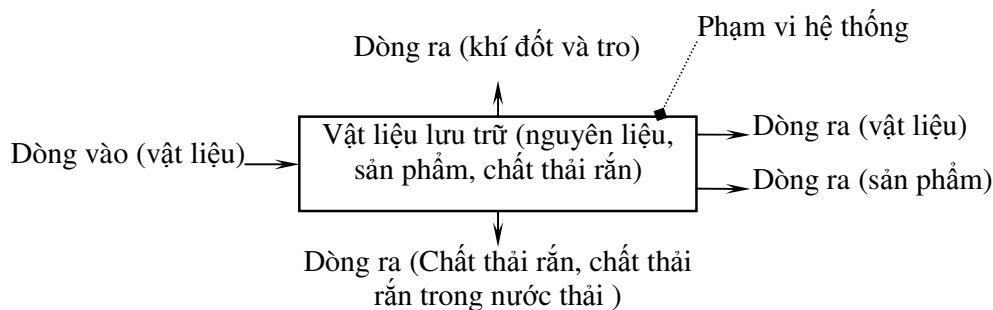 Phạm vi hệ thống
Dòng ra (khí đốt và tro)
Vật liệu lưu trữ (nguyên liệu,
sản phẩm, chất thải rắn)
Dòng vào (vật liệu)
Dòng ra (vật liệu)
Dòng ra (sản phẩm)
Dòng ra (Chất thải rắn, chất thải
rắn trong nước thải )